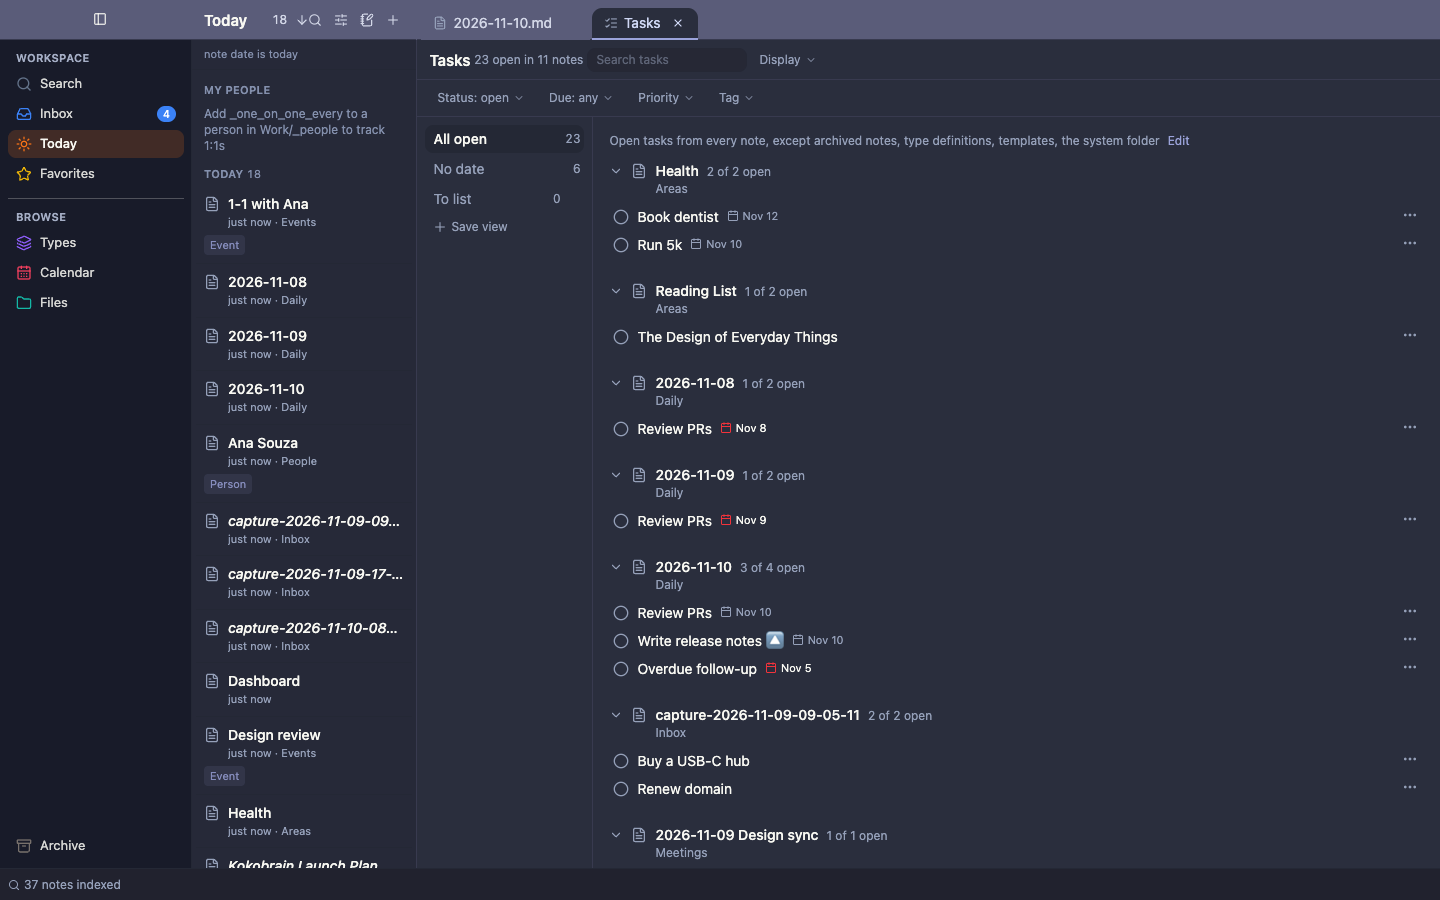 Today 18
2026-11-10.md
Tasks
WORKSPACE
Search
Inbox 4
Today
Favorites
BROWSE
Types
Calendar
Files
Archive
note date is today
MY PEOPLE
Add _one_on_one_every to a
person in Work/_people to track
1:1s
TODAY 18
1-1 with Ana
just now · Events
Event
2026-11-08
just now · Daily
2026-11-09
just now · Daily
2026-11-10
just now · Daily
Ana Souza
just now · People
Person
capture-2026-11-09-09...
just now · Inbox
capture-2026-11-09-17-...
just now · Inbox
capture-2026-11-10-08...
just now · Inbox
Dashboard
just now
Design review
just now · Events
Event
Health
just now · Areas
Kokobrain Launch Plan
Tasks 23 open in 11 notes Search tasks Display
Status: open Due: any Priority Tag
All open 23
No date 6
To list 0
Save view
Open tasks from every note, except archived notes, type definitions, templates, the system folder Edit
Health 2 of 2 open
Areas
Book dentist Nov 12
Run 5k Nov 10
Reading List 1 of 2 open
Areas
The Design of Everyday Things
2026-11-08 1 of 2 open
Daily
Review PRs Nov 8
2026-11-09 1 of 2 open
Daily
Review PRs Nov 9
2026-11-10 3 of 4 open
Daily
Review PRs Nov 10
Write release notes 🔼 Nov 10
Overdue follow-up Nov 5
capture-2026-11-09-09-05-11 2 of 2 open
Inbox
Buy a USB-C hub
Renew domain
2026-11-09 Design sync 1 of 1 open
Meetings
37 notes indexed